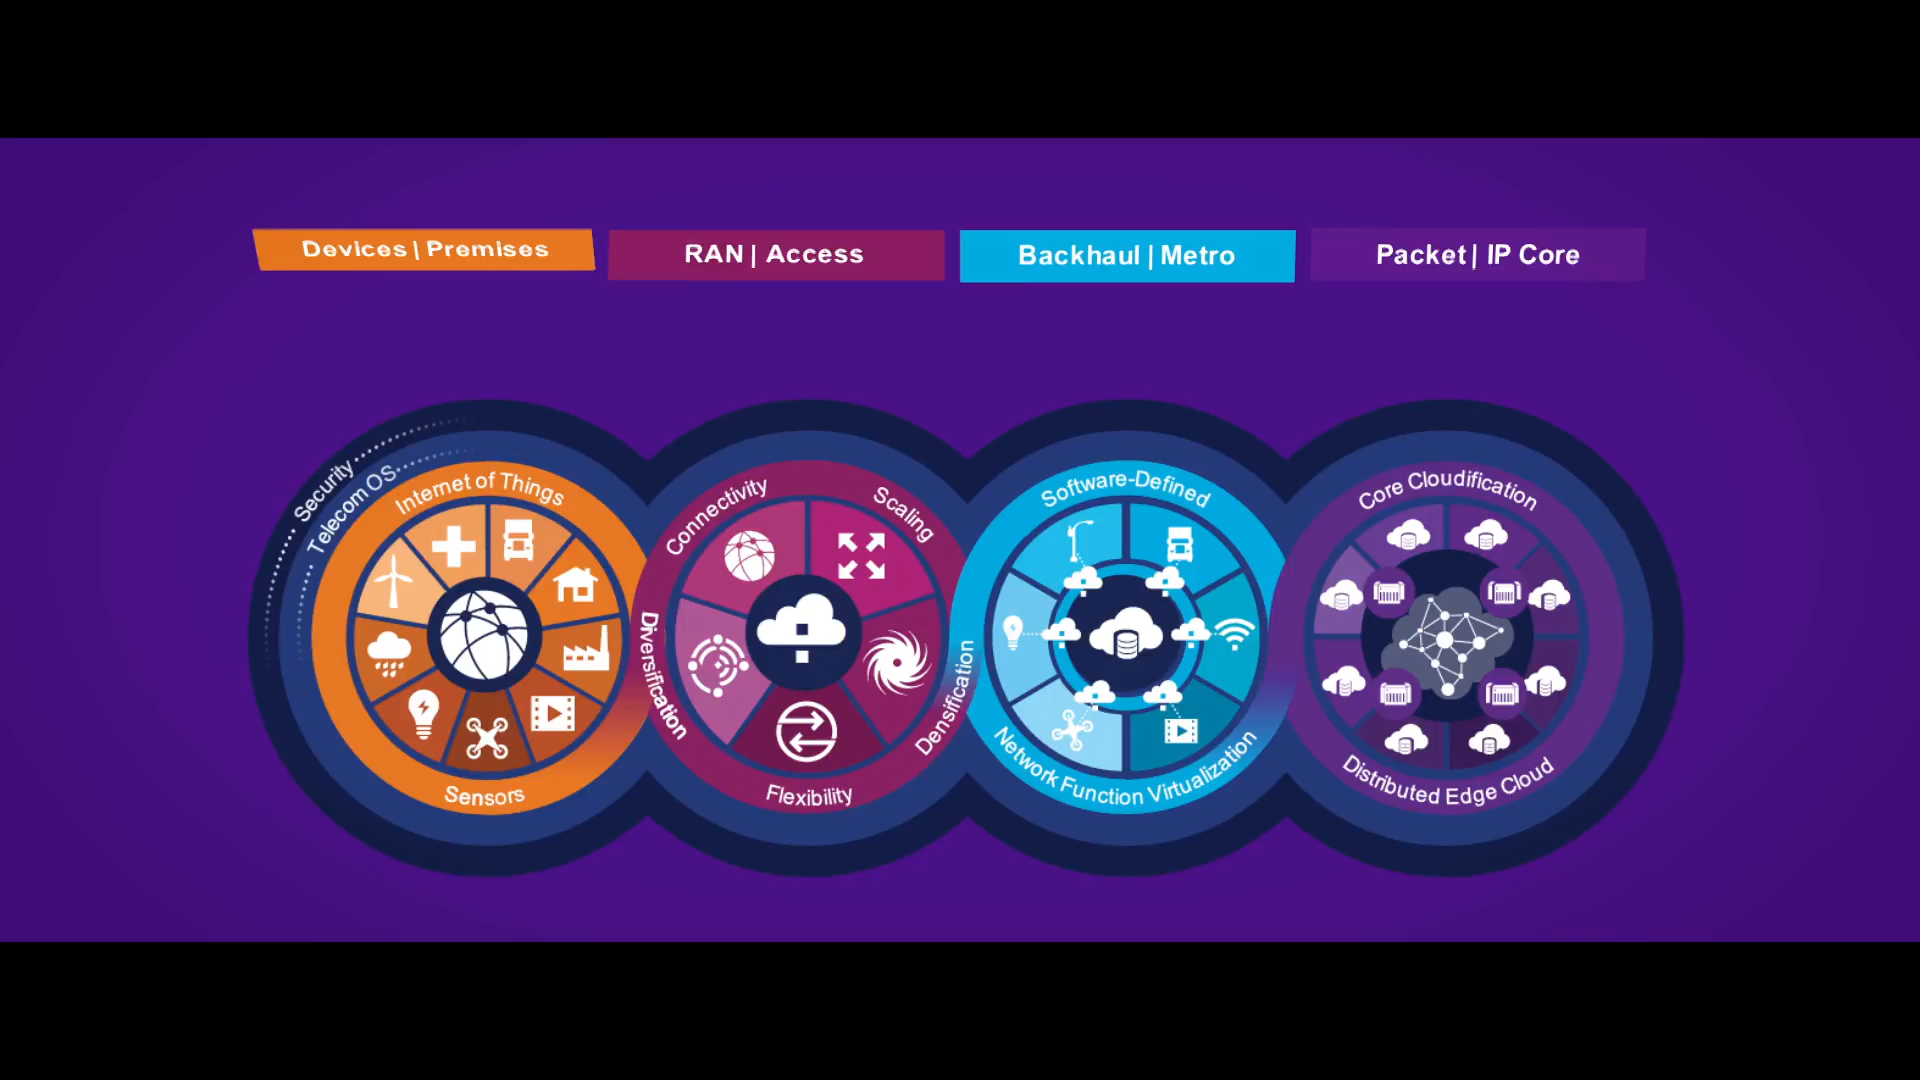 Devices | Premises
RAN | Access
Backhaul | Metro
Packet | IP Core
Security
Telecom OS
Internet of Things
Sensors
Connectivity
Scaling
Diversification
Densification
Flexibility
Software-Defined
Network Function Virtualization
Core Cloudification
Distributed Edge Cloud